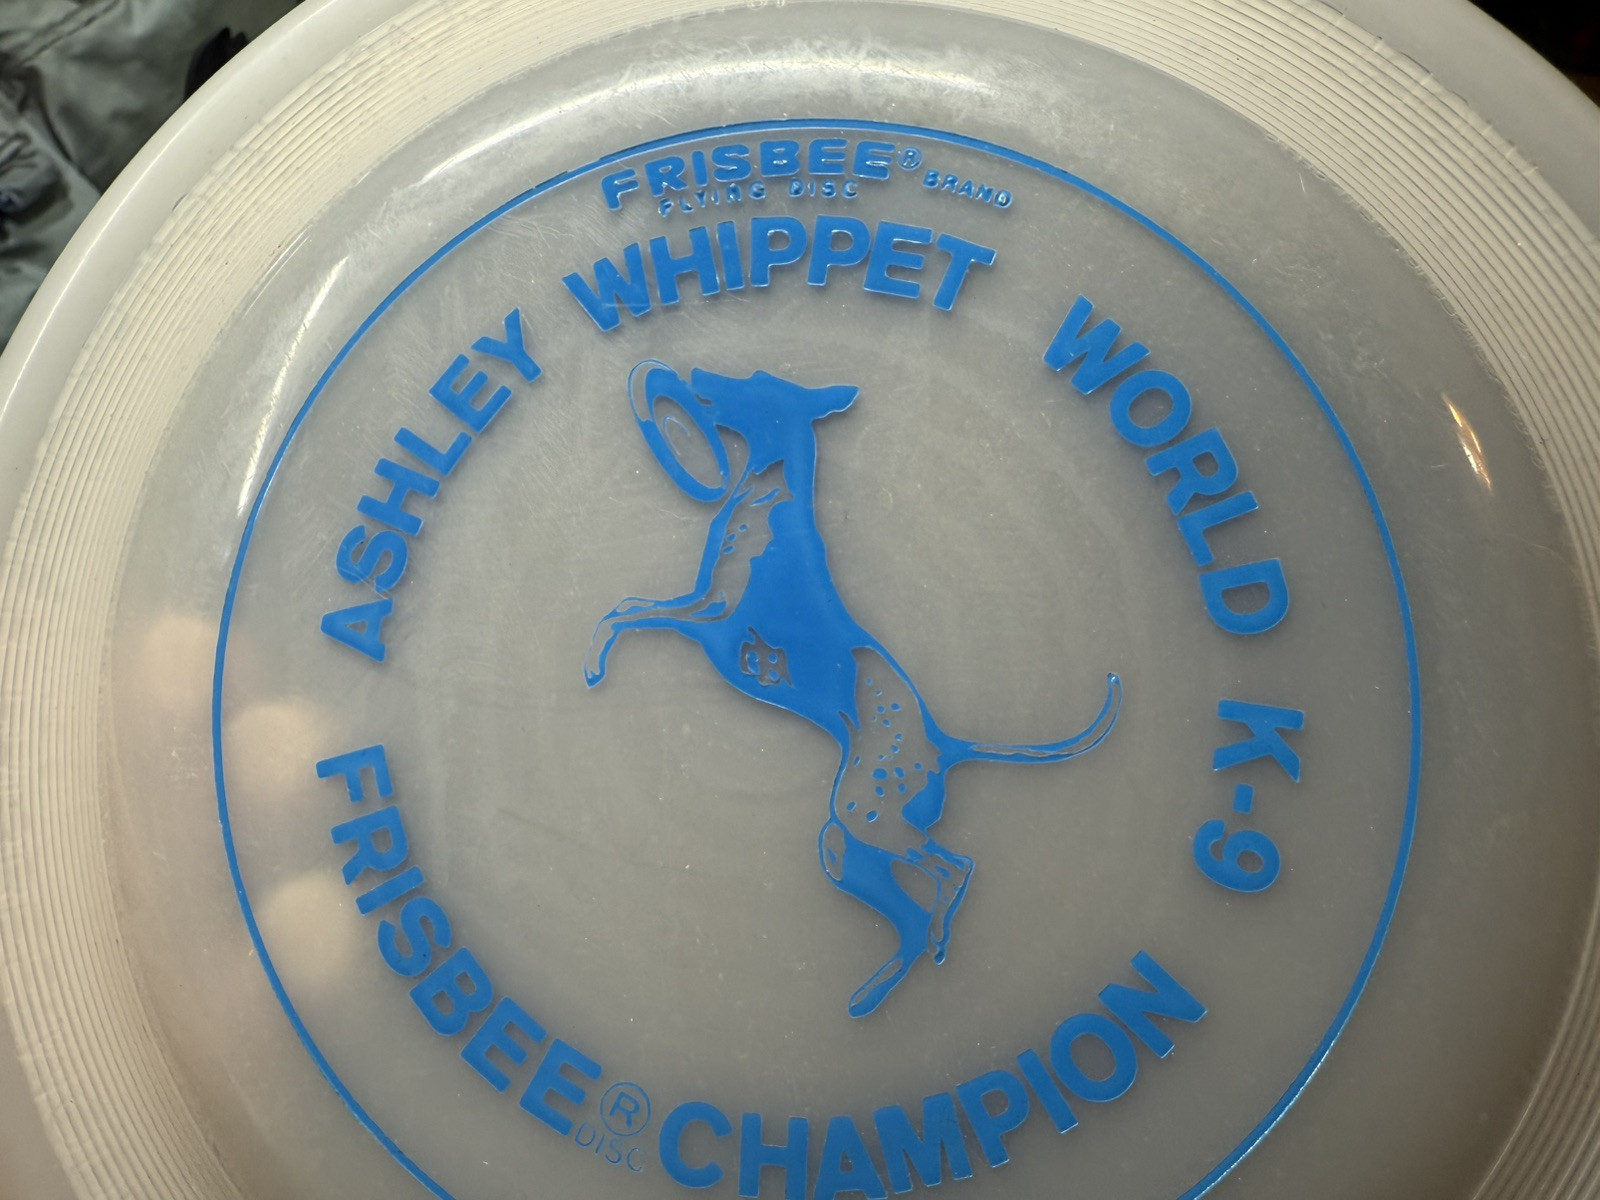 FRISBEE® BRAND
FLYING DISC
ASHLEY WHIPPET WORLD K-9
FRISBEE® CHAMPION
DISC